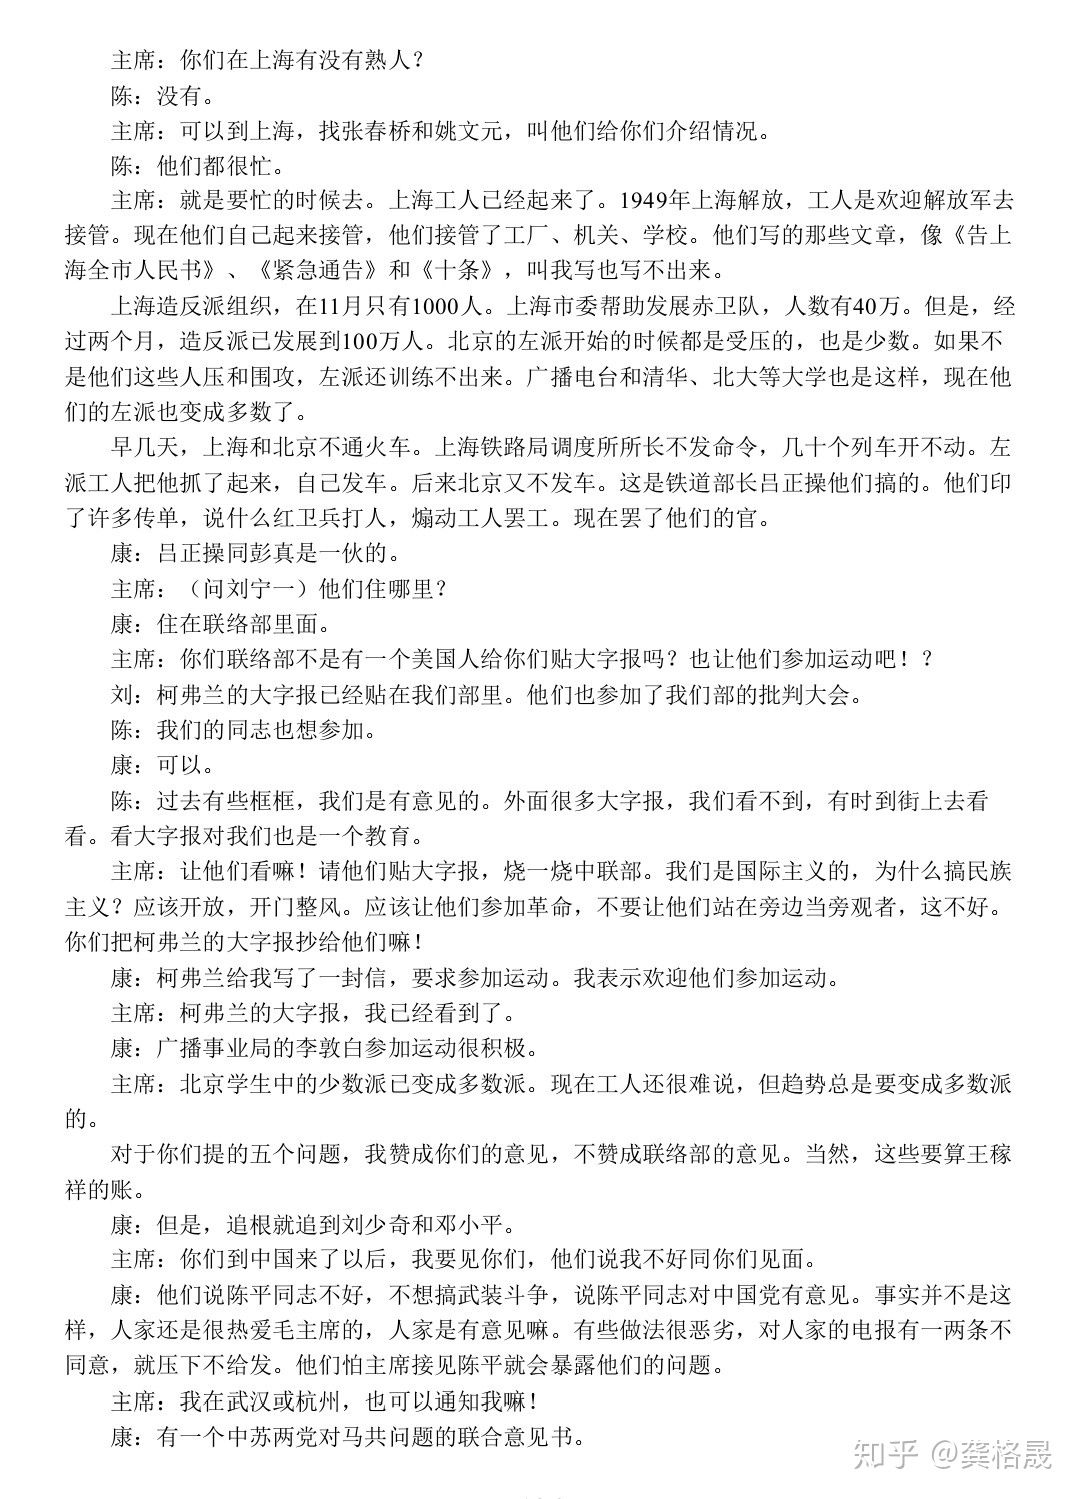 主席：你们在上海有没有熟人？
陈：没有。
主席：可以到上海，找张春桥和姚文元，叫他们给你们介绍情况。
陈：他们都很忙。
主席：就是要忙的时候去。上海工人已经起来了。1949年上海解放，工人是欢迎解放军去
接管。现在他们自己起来接管，他们接管了工厂、机关、学校。他们写的那些文章，像《告上
海全市人民书》、《紧急通告》和《十条》，叫我写也写不出来。
上海造反派组织，在11月只有1000人。上海市委帮助发展赤卫队，人数有40万。但是，经
过两个月，造反派已发展到100万人。北京的左派开始的时候都是受压的，也是少数。如果不
是他们这些人压和围攻，左派还训练不出来。广播电台和清华、北大等大学也是这样，现在他
们的左派也变成多数了。
早几天，上海和北京不通火车。上海铁路局调度所所长不发命令，几十个列车开不动。左
派工人把他抓了起来，自己发车。后来北京又不发车。这是铁道部长吕正操他们搞的。他们印
了许多传单，说什么红卫兵打人，煽动工人罢工。现在罢了他们的官。
康：吕正操同彭真是一伙的。
主席：（问刘宁一）他们住哪里？
康：住在联络部里面。
主席：你们联络部不是有一个美国人给你们贴大字报吗？也让他们参加运动吧！？
刘：柯弗兰的大字报已经贴在我们部里。他们也参加了我们部的批判大会。
陈：我们的同志也想参加。
康：可以。
陈：过去有些框框，我们是有意见的。外面很多大字报，我们看不到，有时到街上去看
看。看大字报对我们也是一个教育。
主席：让他们看嘛！请他们贴大字报，烧一烧中联部。我们是国际主义的，为什么搞民族
主义？应该开放，开门整风。应该让他们参加革命，不要让他们站在旁边当旁观者，这不好。
你们把柯弗兰的大字报抄给他们嘛！
康：柯弗兰给我写了一封信，要求参加运动。我表示欢迎他们参加运动。
主席：柯弗兰的大字报，我已经看到了。
康：广播事业局的李敦白参加运动很积极。
主席：北京学生中的少数派已变成多数派。现在工人还很难说，但趋势总是要变成多数派
的。
对于你们提的五个问题，我赞成你们的意见，不赞成联络部的意见。当然，这些要算王稼
祥的账。
康：但是，追根就追到刘少奇和邓小平。
主席：你们到中国来了以后，我要见你们，他们说我不好同你们见面。
康：他们说陈平同志不好，不想搞武装斗争，说陈平同志对中国党有意见。事实并不是这
样，人家还是很热爱毛主席的，人家是有意见嘛。有些做法很恶劣，对人家的电报有一两条不
同意，就压下不给发。他们怕主席接见陈平就会暴露他们的问题。
主席：我在武汉或杭州，也可以通知我嘛！
康：有一个中苏两党对马共问题的联合意见书。
知乎 @龚格晟